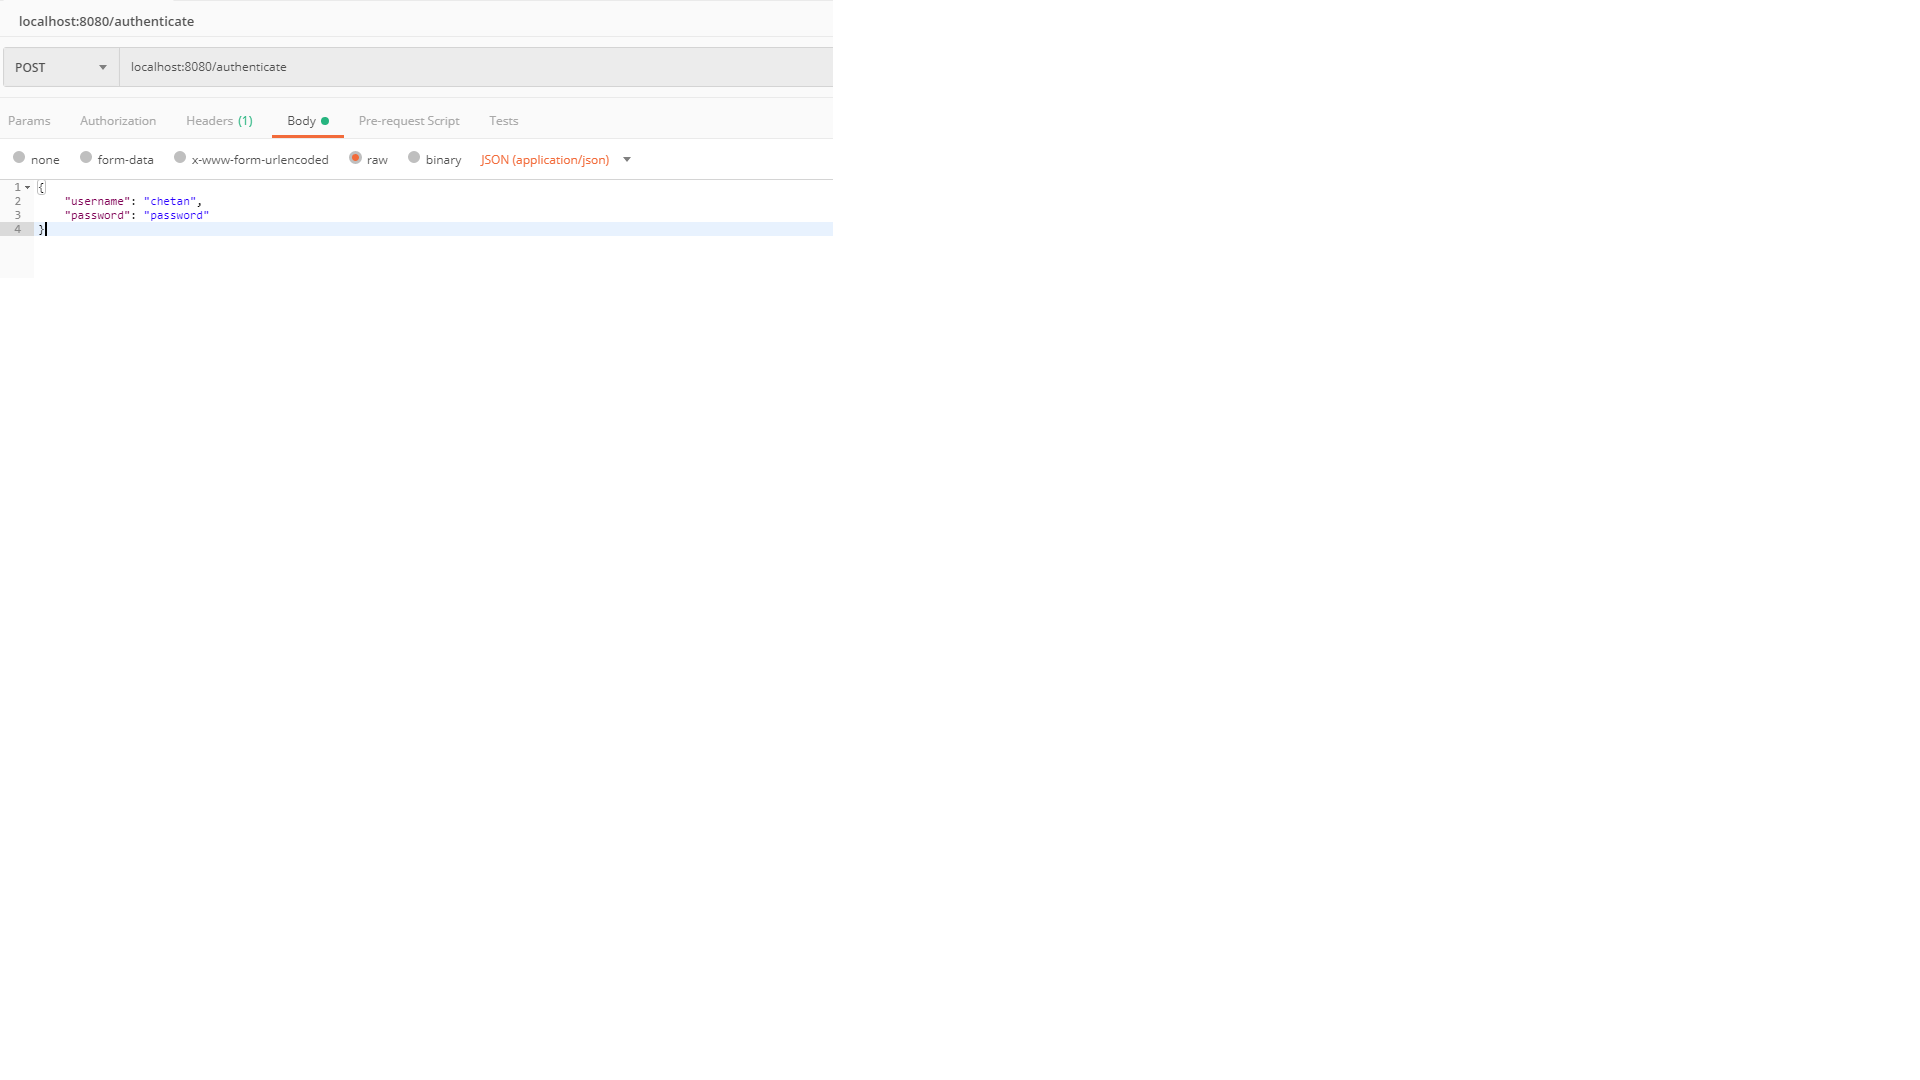 localhost:8080/authenticate
POST localhost:8080/authenticate
Params Authorization Headers (1) Body Pre-request Script Tests
none form-data x-www-form-urlencoded raw binary JSON (application/json)
1 {
2 "username": "chetan",
3 "password": "password"
4 }